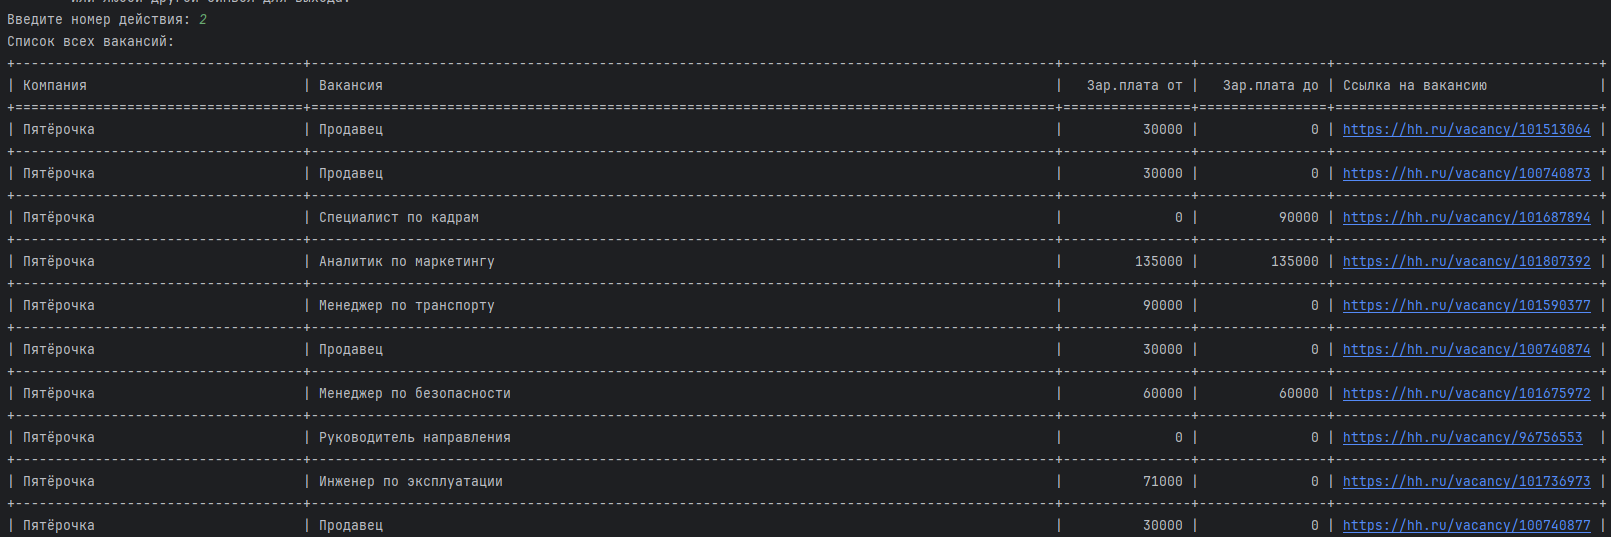 или любой другой символ для выхода.
Введите номер действия: 2
Список всех вакансий:
+------------------------------------+---------------------------------------------------------------------------------------------+----------------+----------------+---------------------------------+
| Компания | Вакансия | Зар.плата от | Зар.плата до | Ссылка на вакансию |
+====================================+=============================================================================================+================+================+=================================+
| Пятёрочка | Продавец | 30000 | 0 | https://hh.ru/vacancy/101513064 |
+------------------------------------+---------------------------------------------------------------------------------------------+----------------+----------------+---------------------------------+
| Пятёрочка | Продавец | 30000 | 0 | https://hh.ru/vacancy/100740873 |
+------------------------------------+---------------------------------------------------------------------------------------------+----------------+----------------+---------------------------------+
| Пятёрочка | Специалист по кадрам | 0 | 90000 | https://hh.ru/vacancy/101687894 |
+------------------------------------+---------------------------------------------------------------------------------------------+----------------+----------------+---------------------------------+
| Пятёрочка | Аналитик по маркетингу | 135000 | 135000 | https://hh.ru/vacancy/101807392 |
+------------------------------------+---------------------------------------------------------------------------------------------+----------------+----------------+---------------------------------+
| Пятёрочка | Менеджер по транспорту | 90000 | 0 | https://hh.ru/vacancy/101590377 |
+------------------------------------+---------------------------------------------------------------------------------------------+----------------+----------------+---------------------------------+
| Пятёрочка | Продавец | 30000 | 0 | https://hh.ru/vacancy/100740874 |
+------------------------------------+---------------------------------------------------------------------------------------------+----------------+----------------+---------------------------------+
| Пятёрочка | Менеджер по безопасности | 60000 | 60000 | https://hh.ru/vacancy/101675972 |
+------------------------------------+---------------------------------------------------------------------------------------------+----------------+----------------+---------------------------------+
| Пятёрочка | Руководитель направления | 0 | 0 | https://hh.ru/vacancy/96756553 |
+------------------------------------+---------------------------------------------------------------------------------------------+----------------+----------------+---------------------------------+
| Пятёрочка | Инженер по эксплуатации | 71000 | 0 | https://hh.ru/vacancy/101736973 |
+------------------------------------+---------------------------------------------------------------------------------------------+----------------+----------------+---------------------------------+
| Пятёрочка | Продавец | 30000 | 0 | https://hh.ru/vacancy/100740877 |